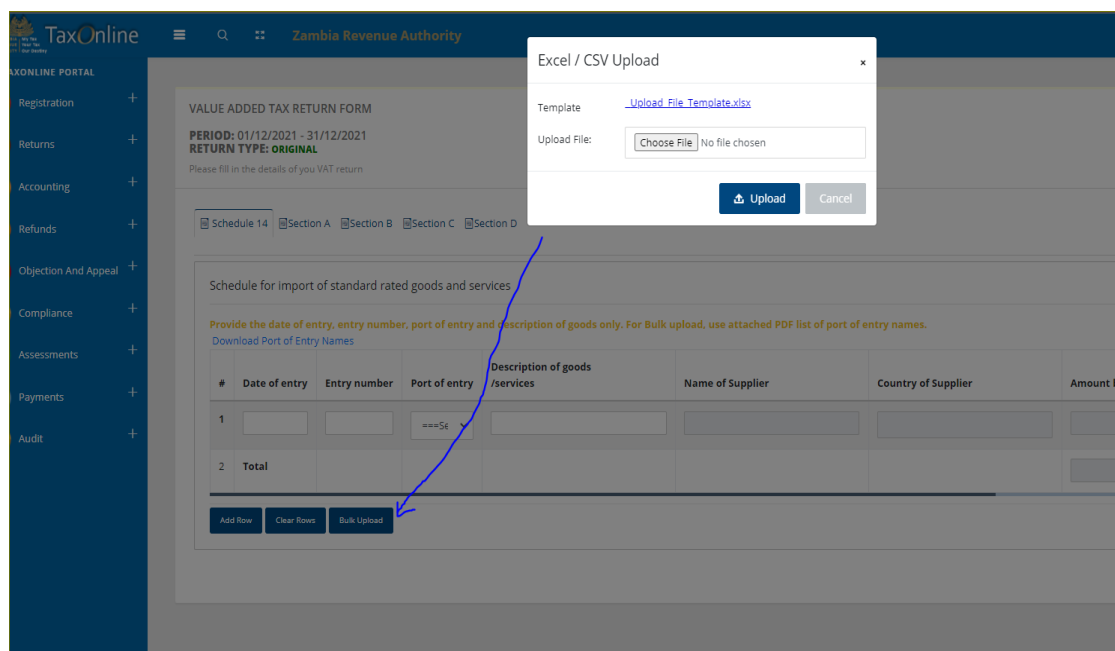 TaxOnline
Zambia Revenue Authority
AXONLINE PORTAL
Registration
Returns
Accounting
Refunds
Objection And Appeal
Compliance
Assessments
Payments
Audit
Excel / CSV Upload
x
Template
_Upload_File_Template.xlsx
Upload File:
Choose File No file chosen
Upload
Cancel
VALUE ADDED TAX RETURN FORM
PERIOD: 01/12/2021 - 31/12/2021
RETURN TYPE: ORIGINAL
Please fill in the details of you VAT return
Schedule 14 Section A Section B Section C Section D
Schedule for import of standard rated goods and services
Provide the date of entry, entry number, port of entry and description of goods only. For Bulk upload, use attached PDF list of port of entry names.
Download Port of Entry Names
# Date of entry Entry number Port of entry Description of goods /services Name of Supplier Country of Supplier Amount
1 ===Se
2 Total
Add Row Clear Rows Bulk Upload